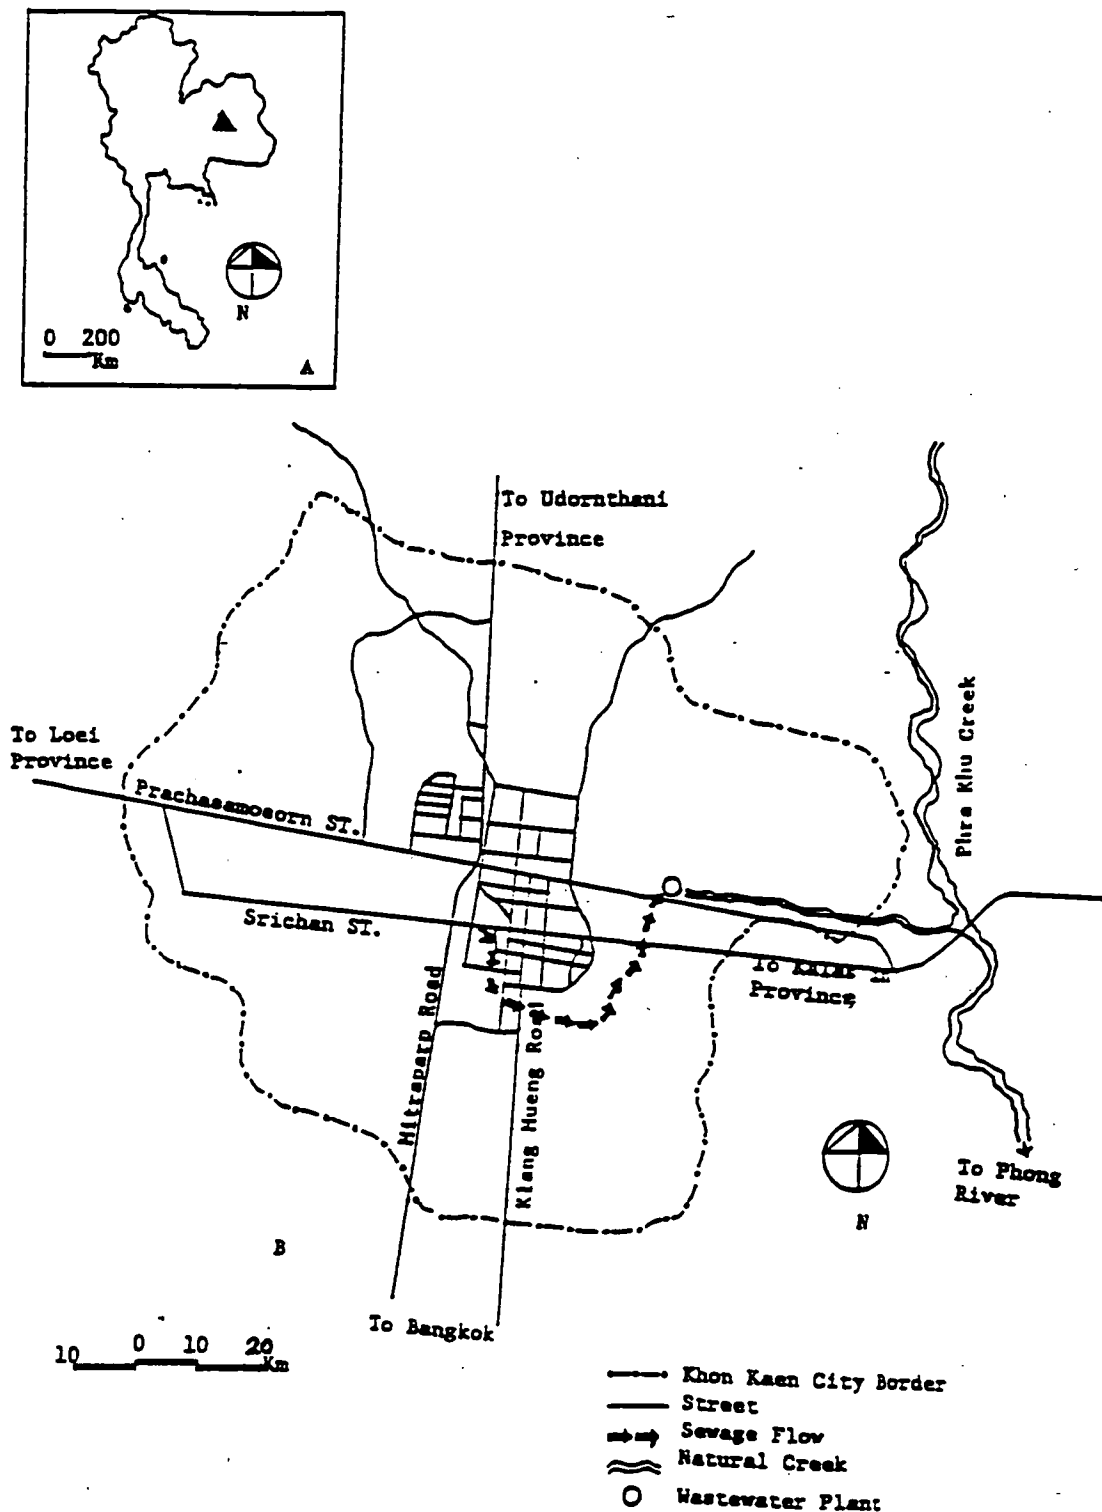 0 200
Km
N
A
To Udornthani
Province
To Loei
Province
Prachasamosorn ST.
Phra Khu Creek
Srichan ST.
Province
Mitraparp Road
Klang Mueng Road
To Phong
River
N
B
To Bangkok
10 0 10 20
Km
Khon Kaen City Border
Street
Sewage Flow
Natural Creek
Wastewater Plant